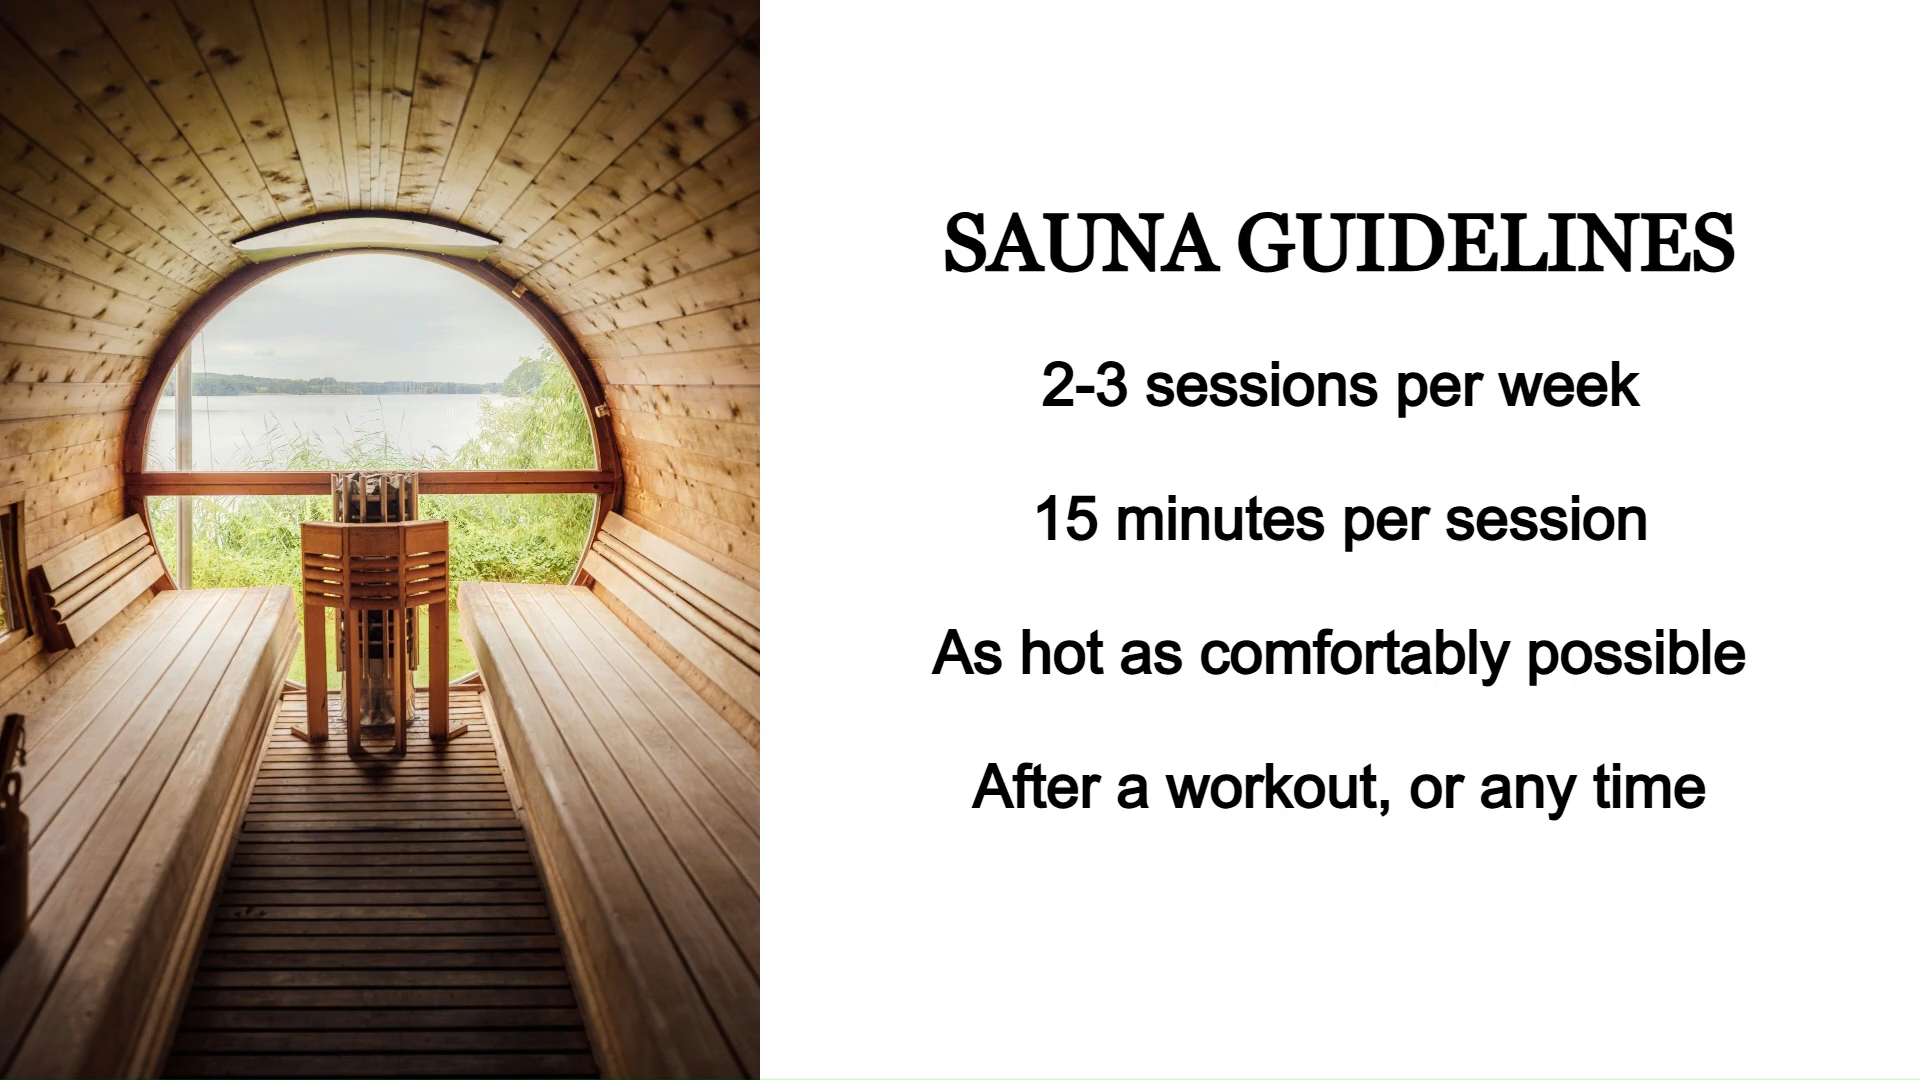 SAUNA GUIDELINES
2-3 sessions per week
15 minutes per session
As hot as comfortably possible
After a workout, or any time